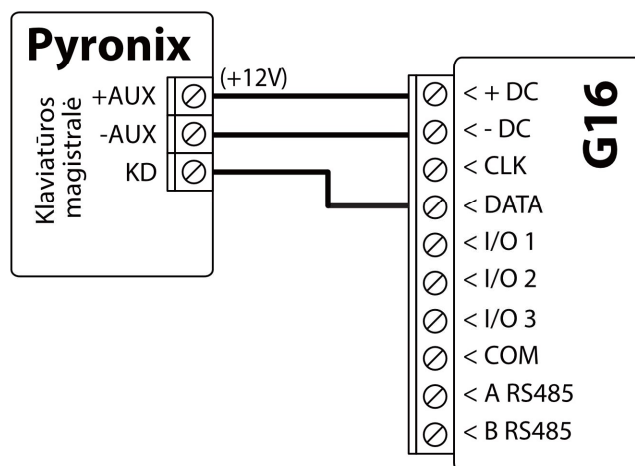 Pyronix
Klaviatūros
magistralė
+AUX
-AUX
KD
(+12V)
G16
< + DC
< - DC
< CLK
< DATA
< I/O 1
< I/O 2
< I/O 3
< COM
< A RS485
< B RS485